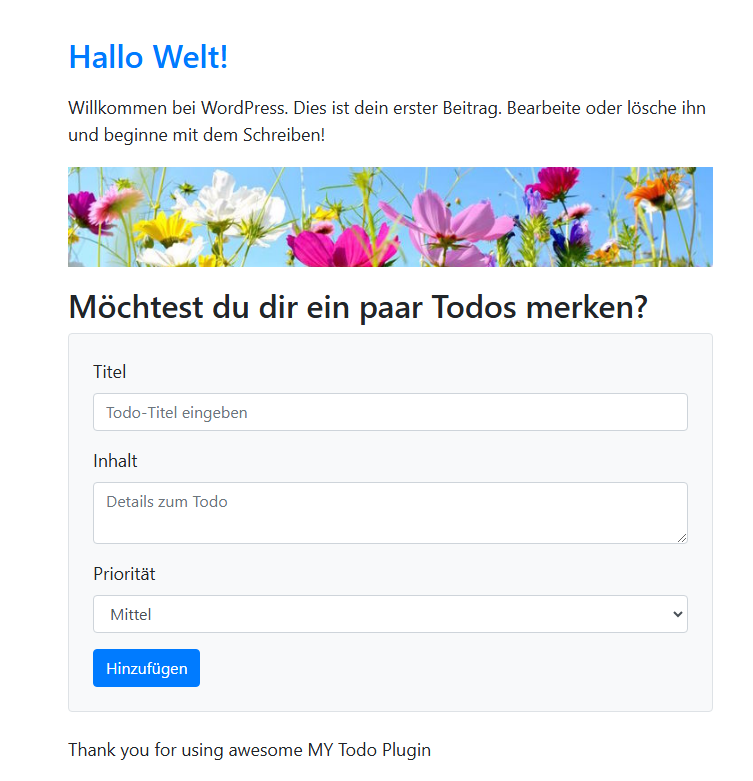 Hallo Welt!
Willkommen bei WordPress. Dies ist dein erster Beitrag. Bearbeite oder lösche ihn
und beginne mit dem Schreiben!
Möchtest du dir ein paar Todos merken?
Titel
Todo-Titel eingeben
Inhalt
Details zum Todo
Priorität
Mittel
Hinzufügen
Thank you for using awesome MY Todo Plugin